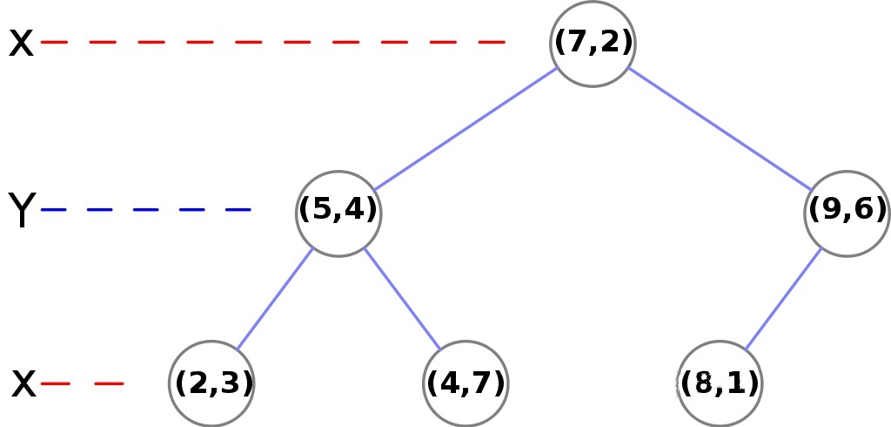 X (7,2)
Y (5,4) (9,6)
X (2,3) (4,7) (8,1)